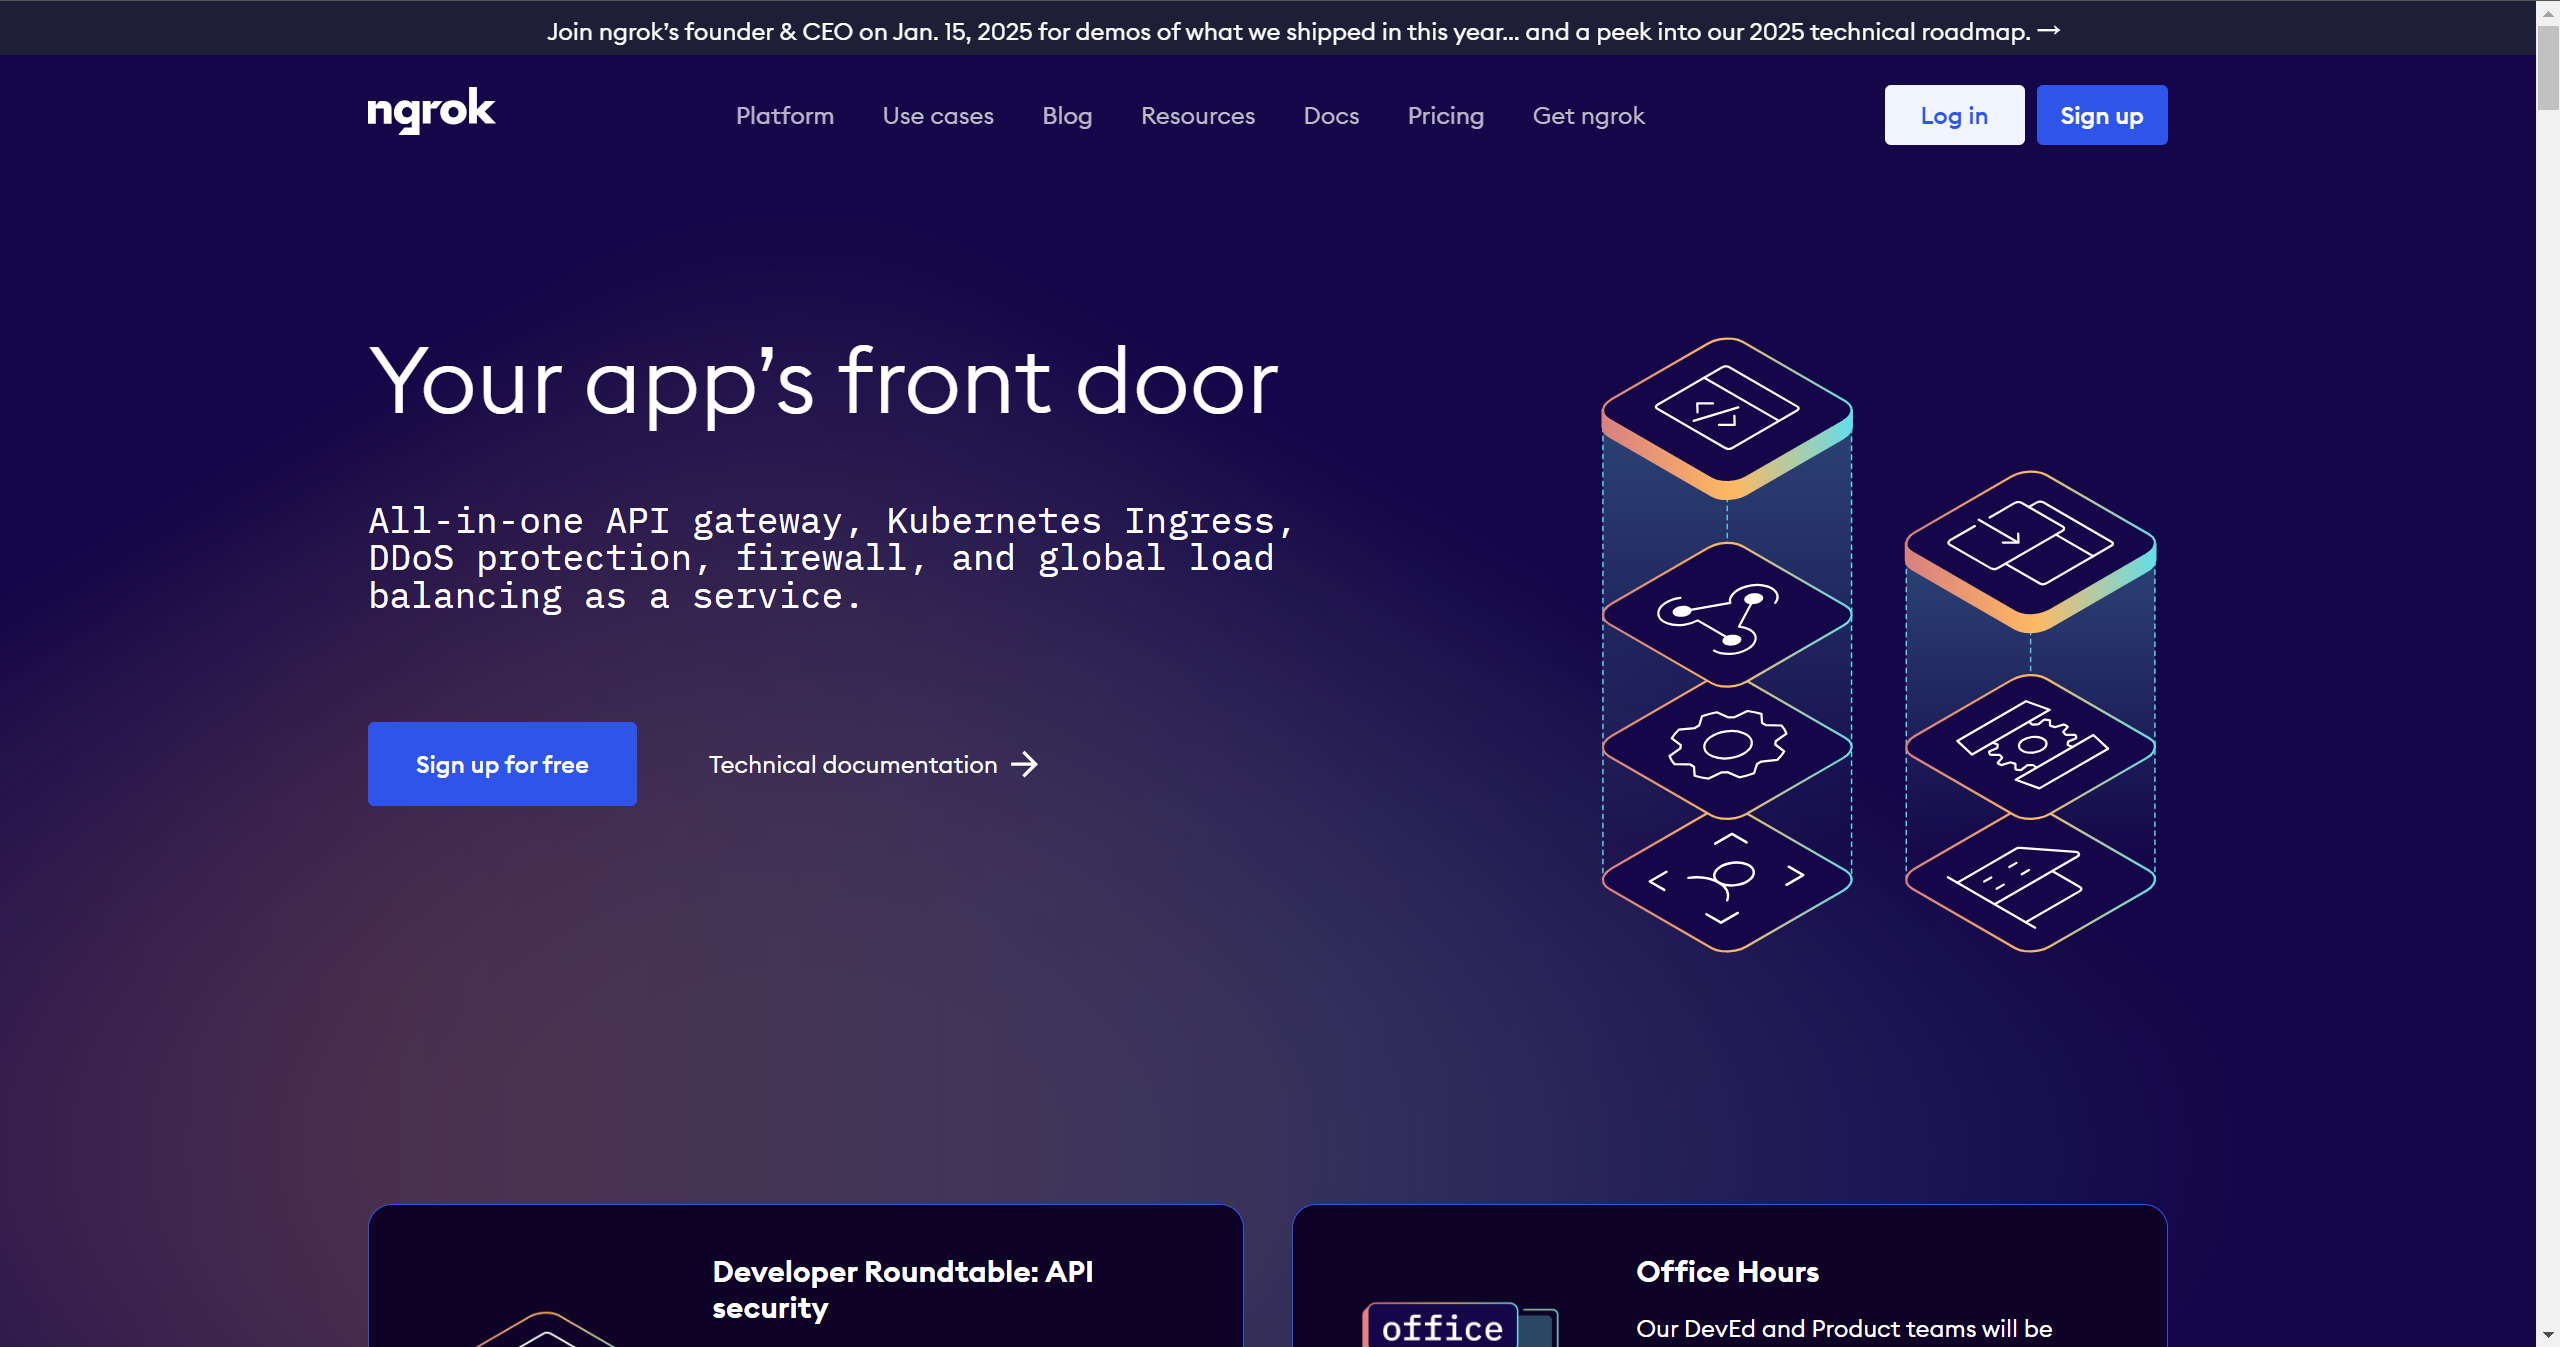 Join ngrok’s founder & CEO on Jan. 15, 2025 for demos of what we shipped in this year... and a peek into our 2025 technical roadmap. →
ngrok
Platform
Use cases
Blog
Resources
Docs
Pricing
Get ngrok
Log in
Sign up
Your app’s front door
All-in-one API gateway, Kubernetes Ingress,
DDoS protection, firewall, and global load
balancing as a service.
Sign up for free
Technical documentation →
Developer Roundtable: API
security
Office Hours
office
Our DevEd and Product teams will be